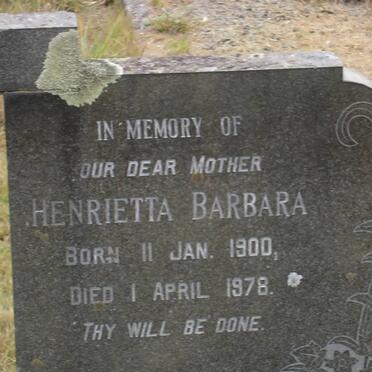 IN MEMORY OF
OUR DEAR MOTHER
HENRIETTA BARBARA
BORN 11 JAN. 1900,
DIED 1 APRIL 1978.
THY WILL BE DONE.